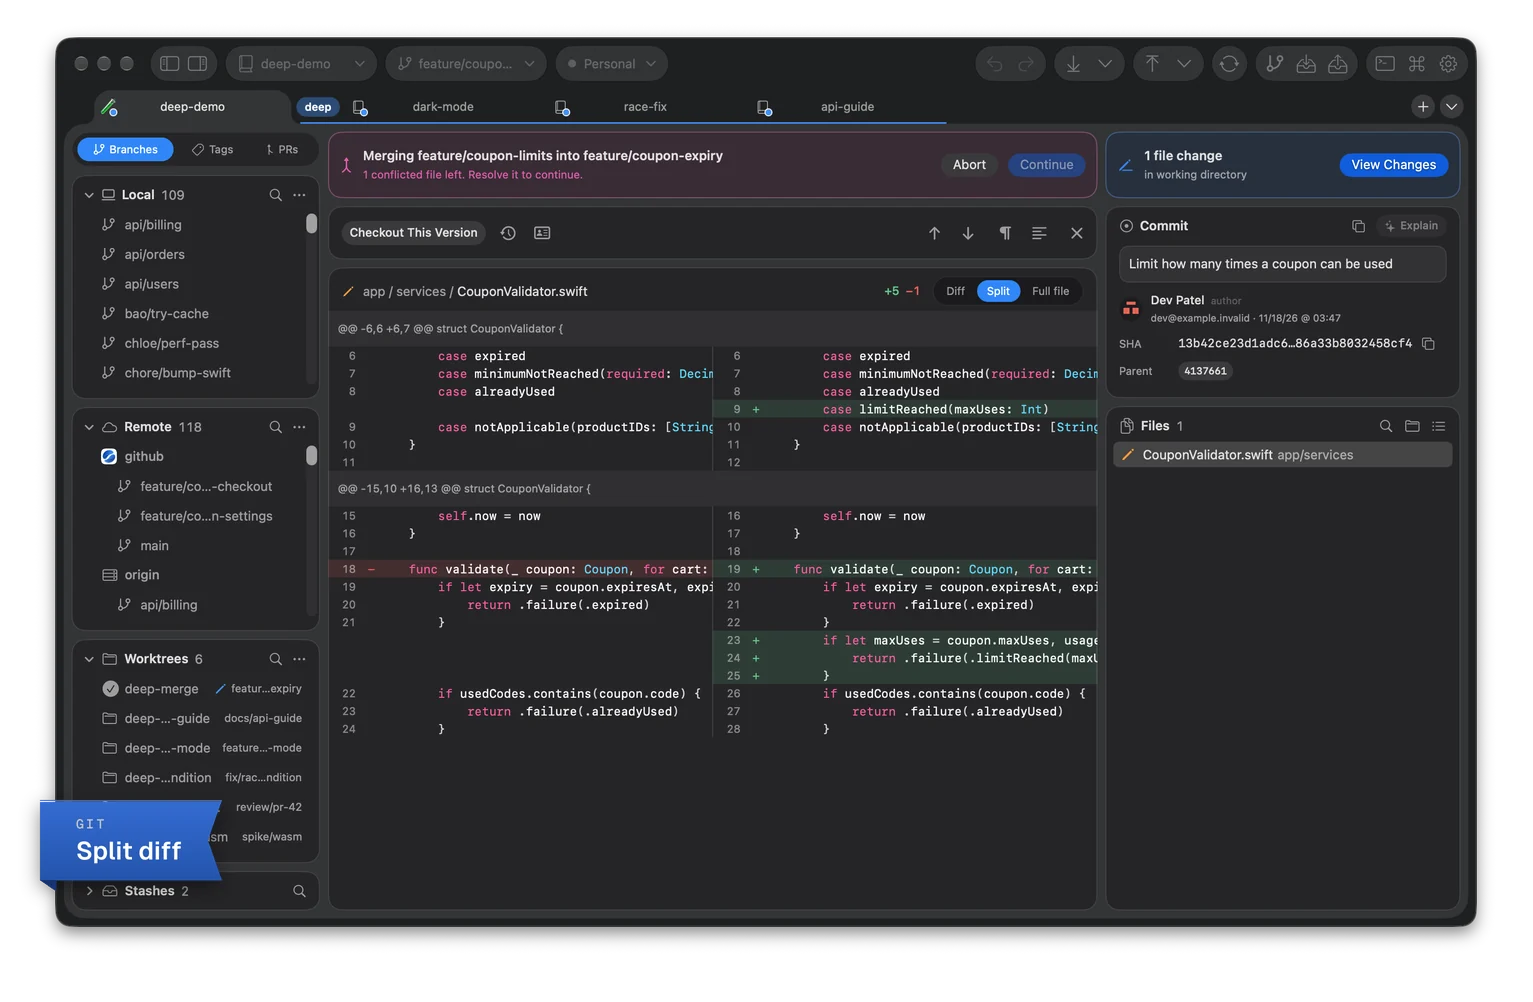 deep-demo
feature/coupo...
Personal
deep-demo
deep
dark-mode
race-fix
api-guide
Branches
Tags
PRs
Local 109
api/billing
api/orders
api/users
bao/try-cache
chloe/perf-pass
chore/bump-swift
Remote 118
github
feature/co...-checkout
feature/co...n-settings
main
origin
api/billing
Worktrees 6
deep-merge featur...expiry
deep-...-guide docs/api-guide
deep-...-mode feature...-mode
deep-...ndition fix/rac...ndition
review/pr-42
sm spike/wasm
Stashes 2
GIT
Split diff
Merging feature/coupon-limits into feature/coupon-expiry
1 conflicted file left. Resolve it to continue.
Abort
Continue
Checkout This Version
app / services / CouponValidator.swift
+5 −1
Diff
Split
Full file
@@ -6,6 +6,7 @@ struct CouponValidator {
6 case expired
7 case minimumNotReached(required: Decim
8 case alreadyUsed
9 case notApplicable(productIDs: [String
10 }
11
6 case expired
7 case minimumNotReached(required: Decim
8 case alreadyUsed
9 + case limitReached(maxUses: Int)
10 case notApplicable(productIDs: [String
11 }
12
@@ -15,10 +16,13 @@ struct CouponValidator {
15 self.now = now
16 }
17
18 − func validate(_ coupon: Coupon, for cart:
19 if let expiry = coupon.expiresAt, expi
20 return .failure(.expired)
21 }
22 if usedCodes.contains(coupon.code) {
23 return .failure(.alreadyUsed)
24 }
16 self.now = now
17 }
18
19 + func validate(_ coupon: Coupon, for cart:
20 if let expiry = coupon.expiresAt, expi
21 return .failure(.expired)
22 }
23 + if let maxUses = coupon.maxUses, usage
24 + return .failure(.limitReached(maxU
25 + }
26 if usedCodes.contains(coupon.code) {
27 return .failure(.alreadyUsed)
28 }
1 file change
in working directory
View Changes
Commit
Explain
Limit how many times a coupon can be used
Dev Patel author
dev@example.invalid · 11/18/26 @ 03:47
SHA 13b42ce23d1adc6…86a33b8032458cf4
Parent 4137661
Files 1
CouponValidator.swift app/services